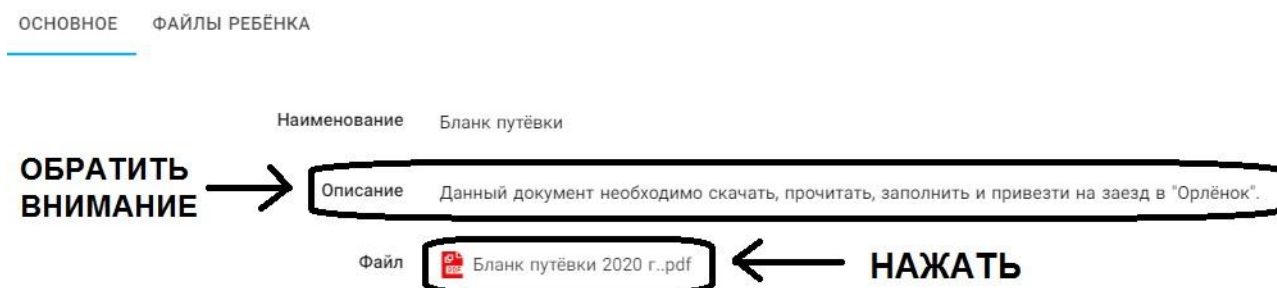 ОСНОВНОЕ ФАЙЛЫ РЕБЁНКА
Наименование Бланк путёвки
ОБРАТИТЬ
ВНИМАНИЕ
Описание Данный документ необходимо скачать, прочитать, заполнить и привезти на заезд в "Орлёнок".
Файл Бланк путёвки 2020 г..pdf НАЖАТЬ